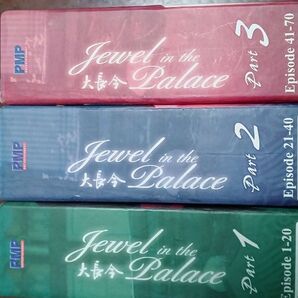 PMP
Jewel in the
大長今 Palace
Part 3
Episode 41-70
PMP
Jewel in the
大長今 Palace
Part 2
Episode 21-40
PMP
Jewel in the
大長今 Palace
Part 1
Episode 1-20